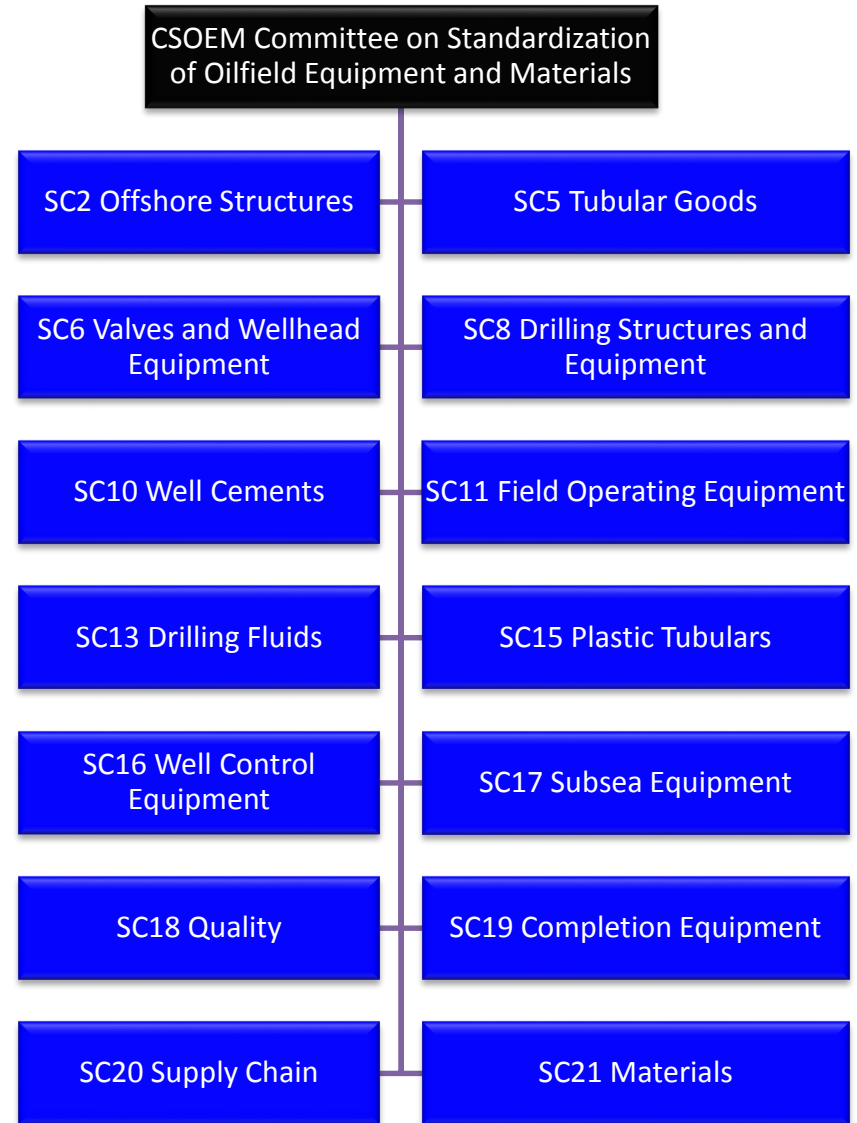 CSOEM Committee on Standardization
of Oilfield Equipment and Materials
SC2 Offshore Structures
SC5 Tubular Goods
SC6 Valves and Wellhead
Equipment
SC8 Drilling Structures and
Equipment
SC10 Well Cements
SC11 Field Operating Equipment
SC13 Drilling Fluids
SC15 Plastic Tubulars
SC16 Well Control
Equipment
SC17 Subsea Equipment
SC18 Quality
SC19 Completion Equipment
SC20 Supply Chain
SC21 Materials